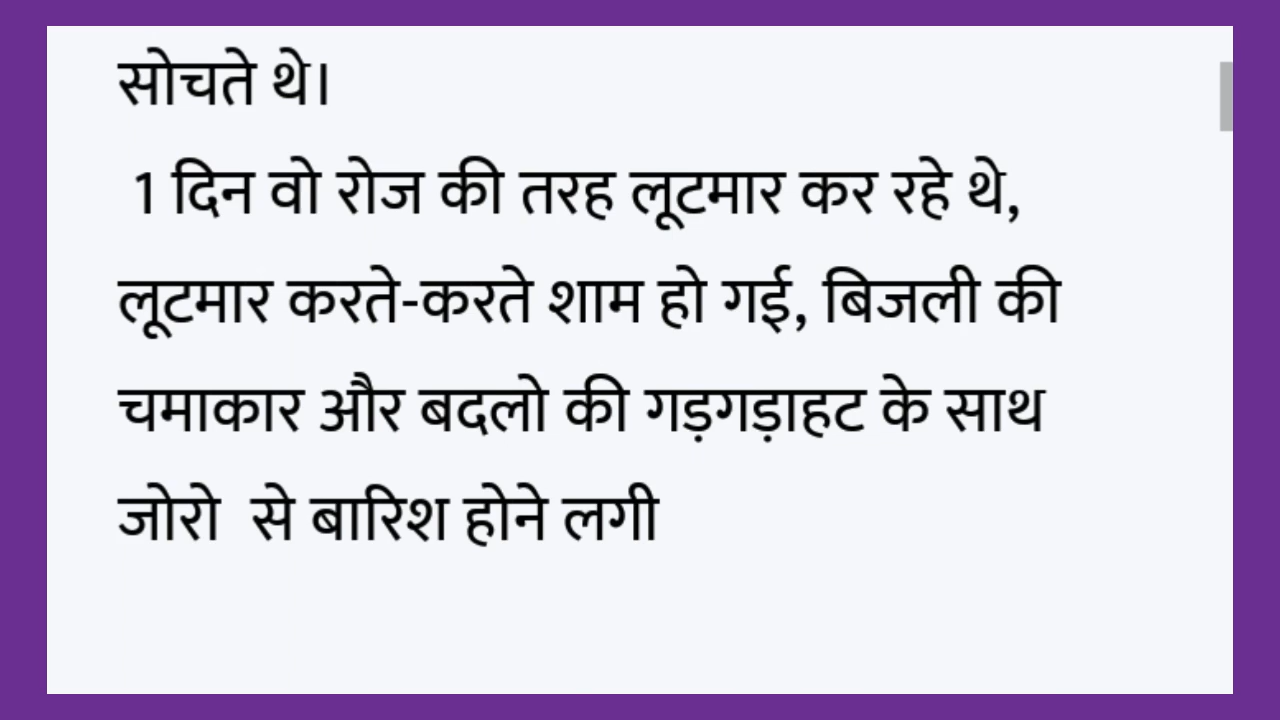 सोचते थे।
1 दिन वो रोज की तरह लूटमार कर रहे थे,
लूटमार करते-करते शाम हो गई, बिजली की
चमाकार और बदलो की गड़गड़ाहट के साथ
जोरो से बारिश होने लगी